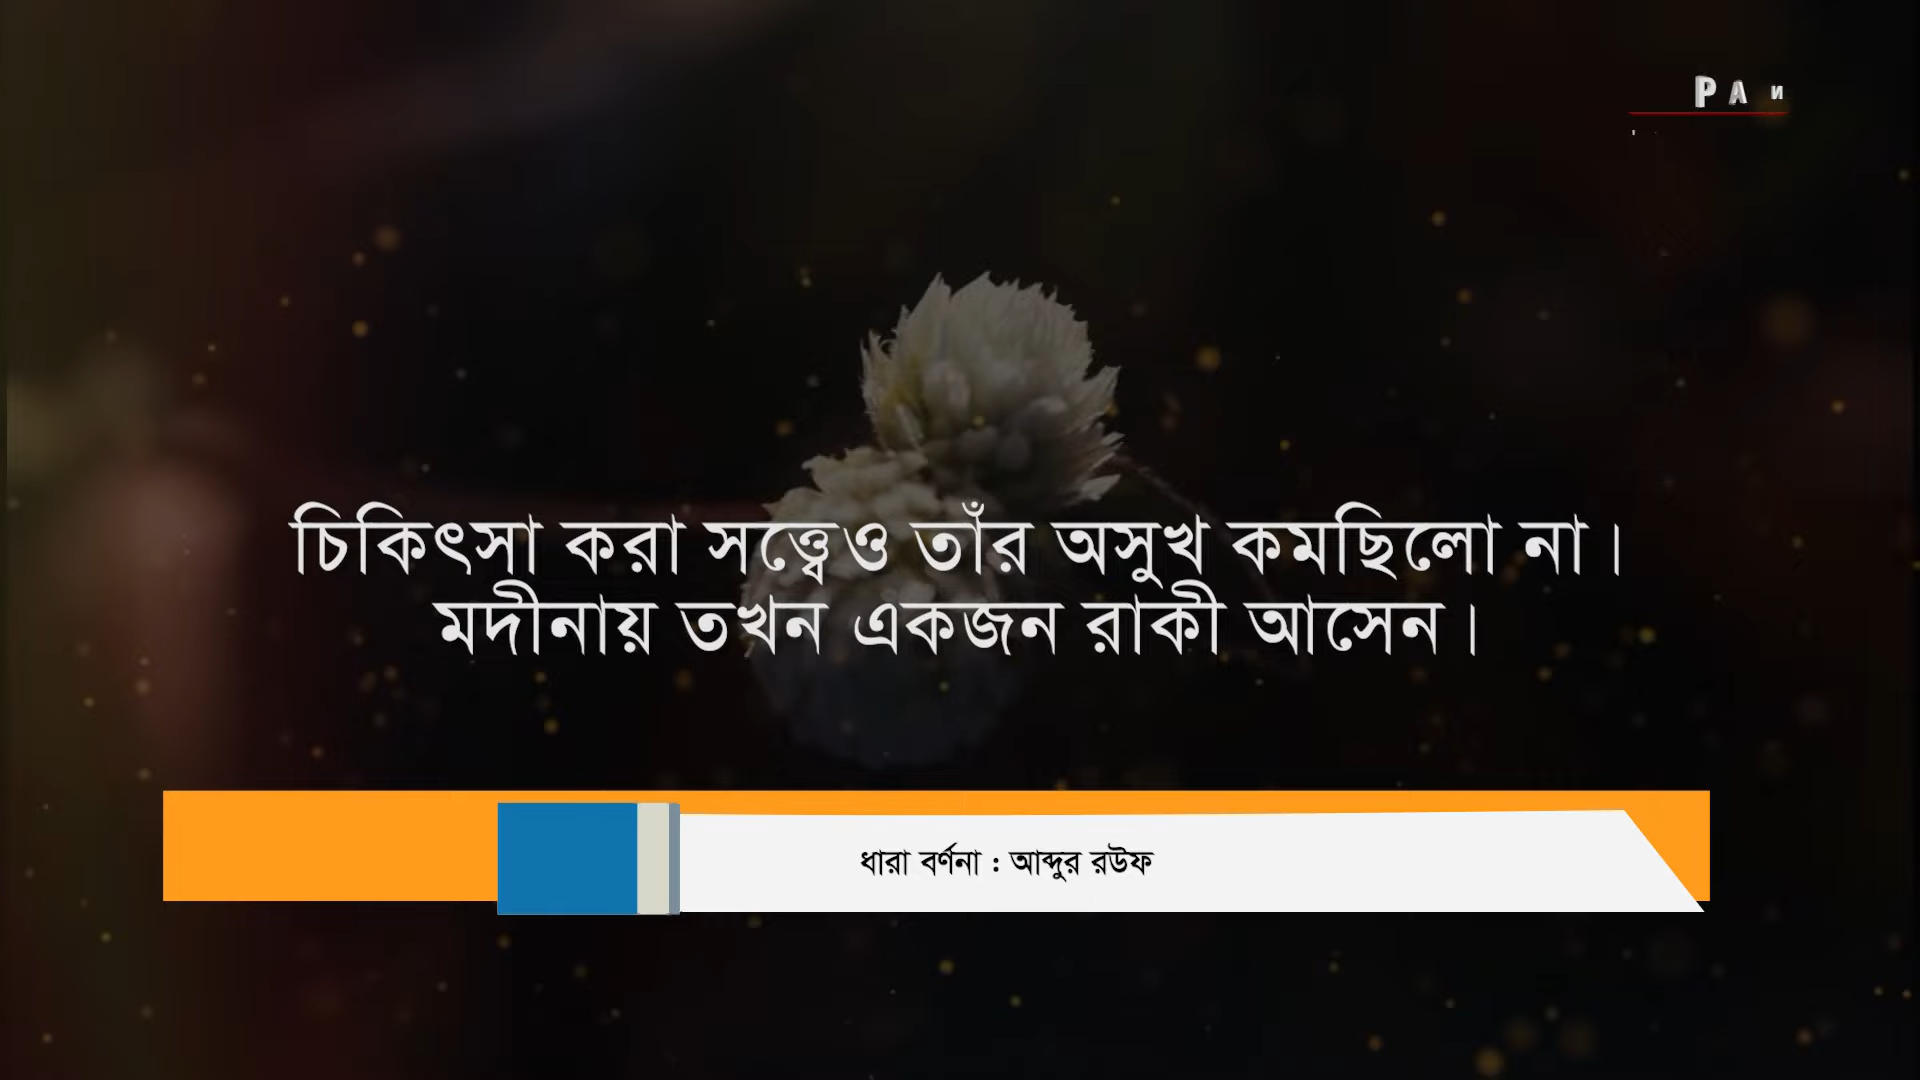 চিকিৎসা করা সত্ত্বেও তাঁর অসুখ কমছিলো না।
মদীনায় তখন একজন রাকী আসেন।
ধারা বর্ণনা : আব্দুর রউফ